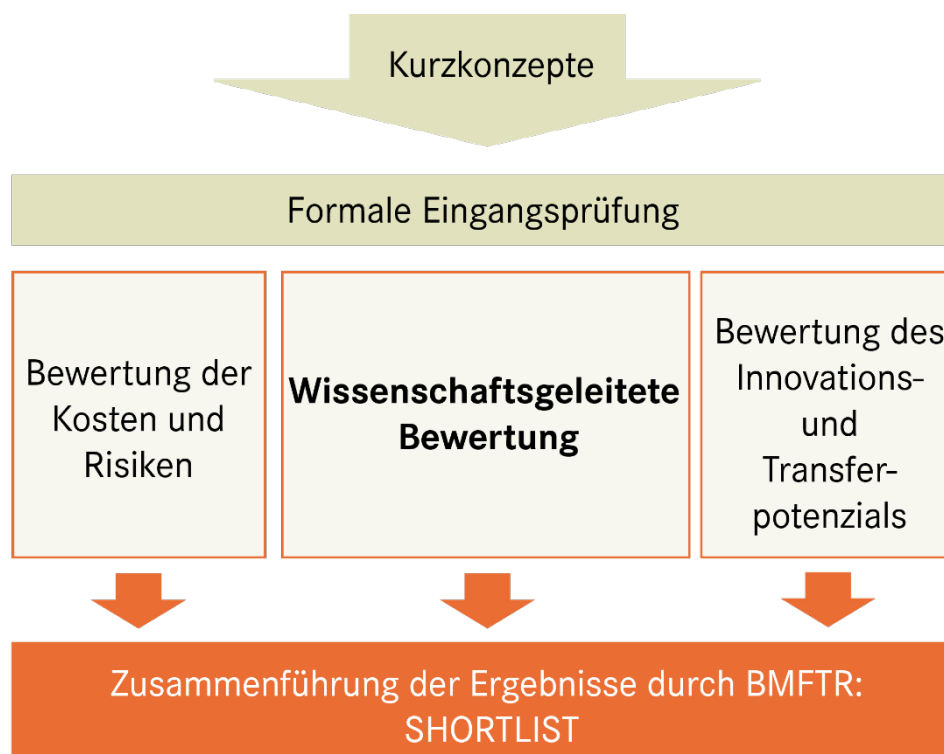 Kurzkonzepte
Formale Eingangsprüfung
Bewertung der
Kosten und
Risiken
Wissenschaftsgeleitete
Bewertung
Bewertung des
Innovations-
und
Transfer-
potenzials
Zusammenführung der Ergebnisse durch BMFTR:
SHORTLIST